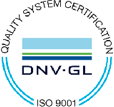 QUALITY SYSTEM CERTIFICATION
DNV·GL
ISO 9001